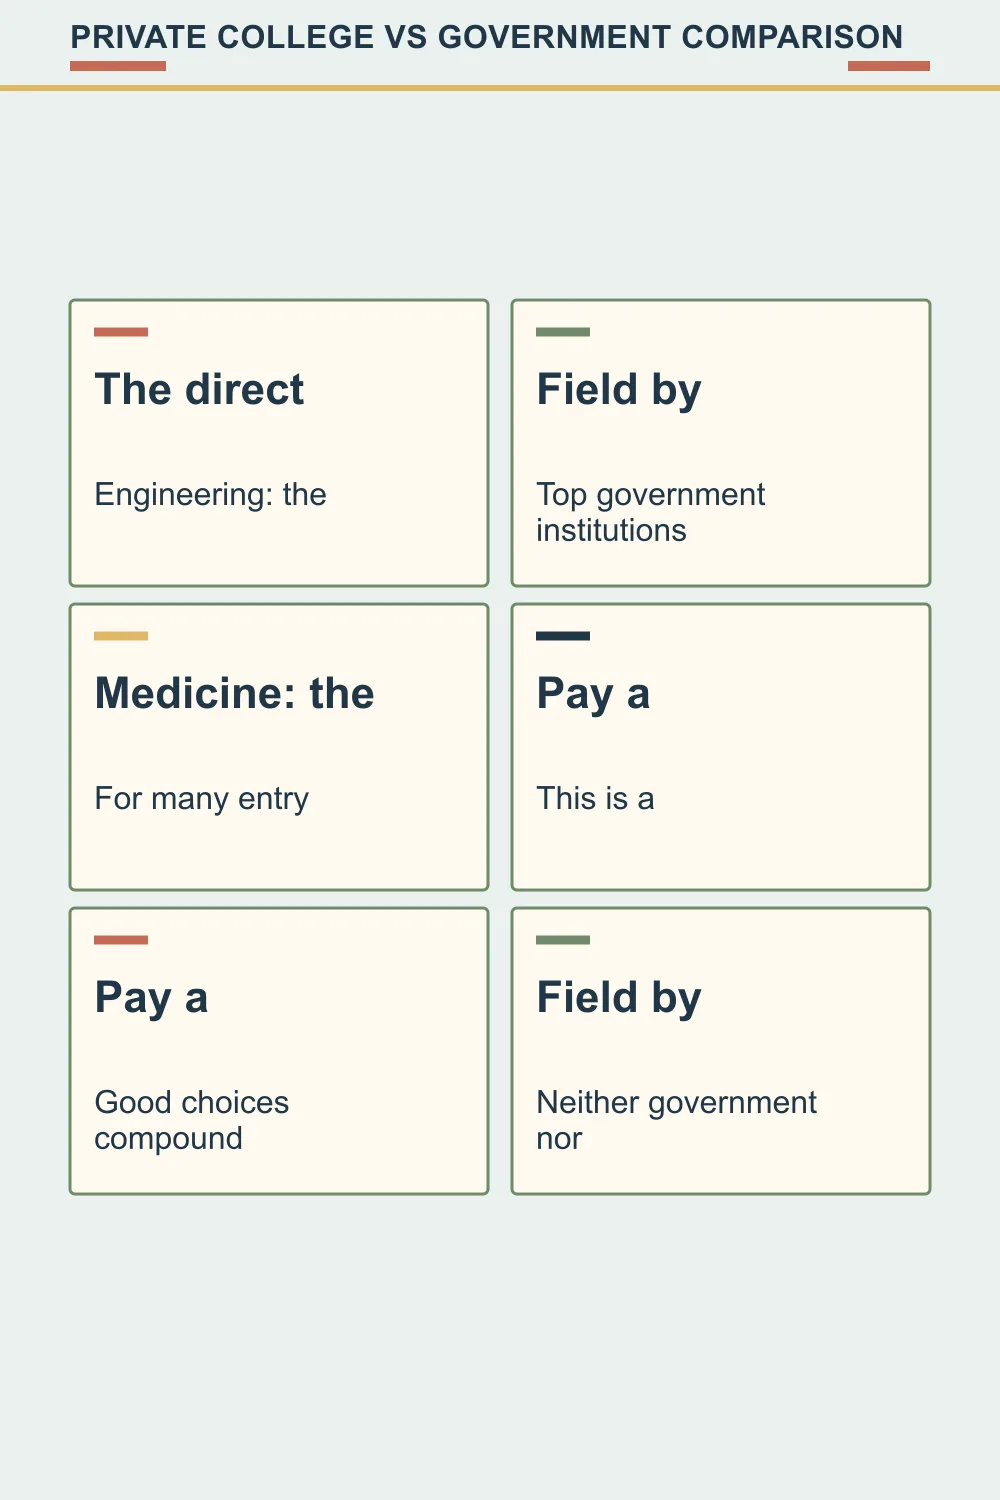 PRIVATE COLLEGE VS GOVERNMENT COMPARISON
The direct
Engineering: the
Field by
Top government
institutions
Medicine: the
For many entry
Pay a
This is a
Pay a
Good choices
compound
Field by
Neither government
nor